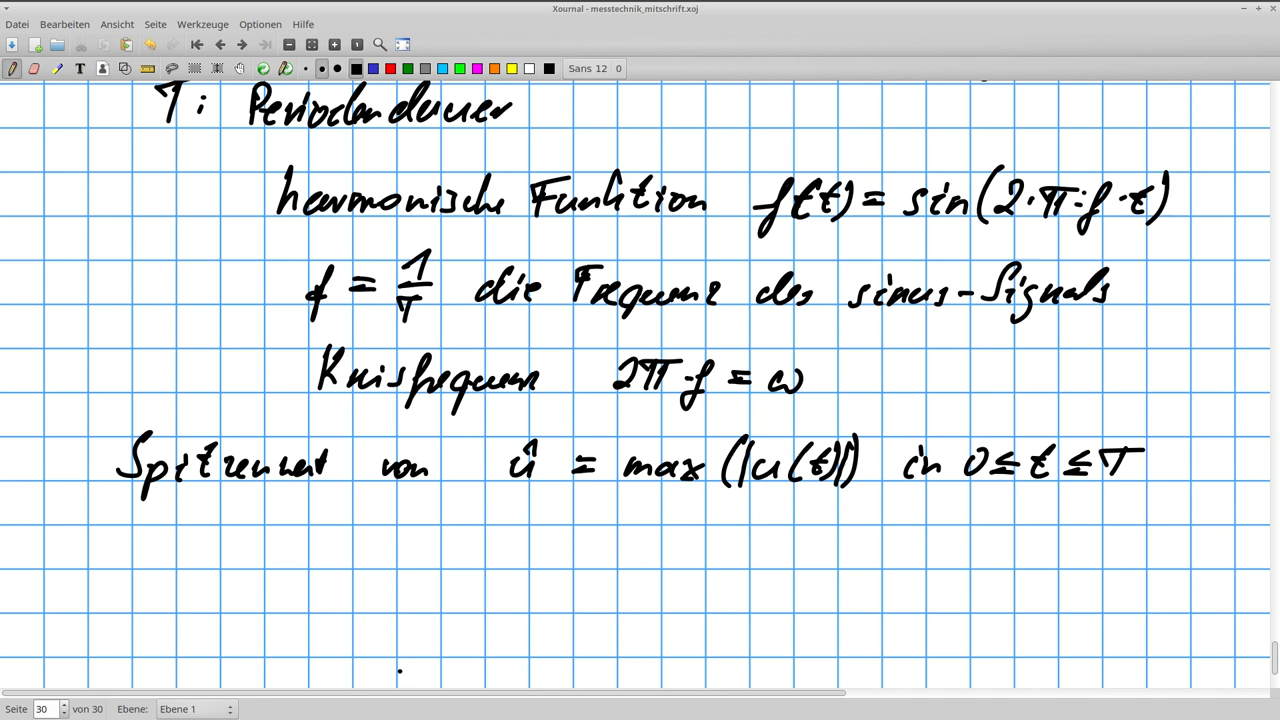 Xournal - messtechnik_mitschrift.xoj
Datei Bearbeiten Ansicht Seite Werkzeuge Optionen Hilfe
Sans 12 0
T: Periodendauer
harmonische Funktion f(t) = sin(2·π·f·t)
f = 1/T die Frequenz des sinus-Signals
Kreisfrequenz 2π·f = ω
Spitzenwert von û = max(|u(t)|) in 0≤t≤T
Seite 30 von 30 Ebene: Ebene 1